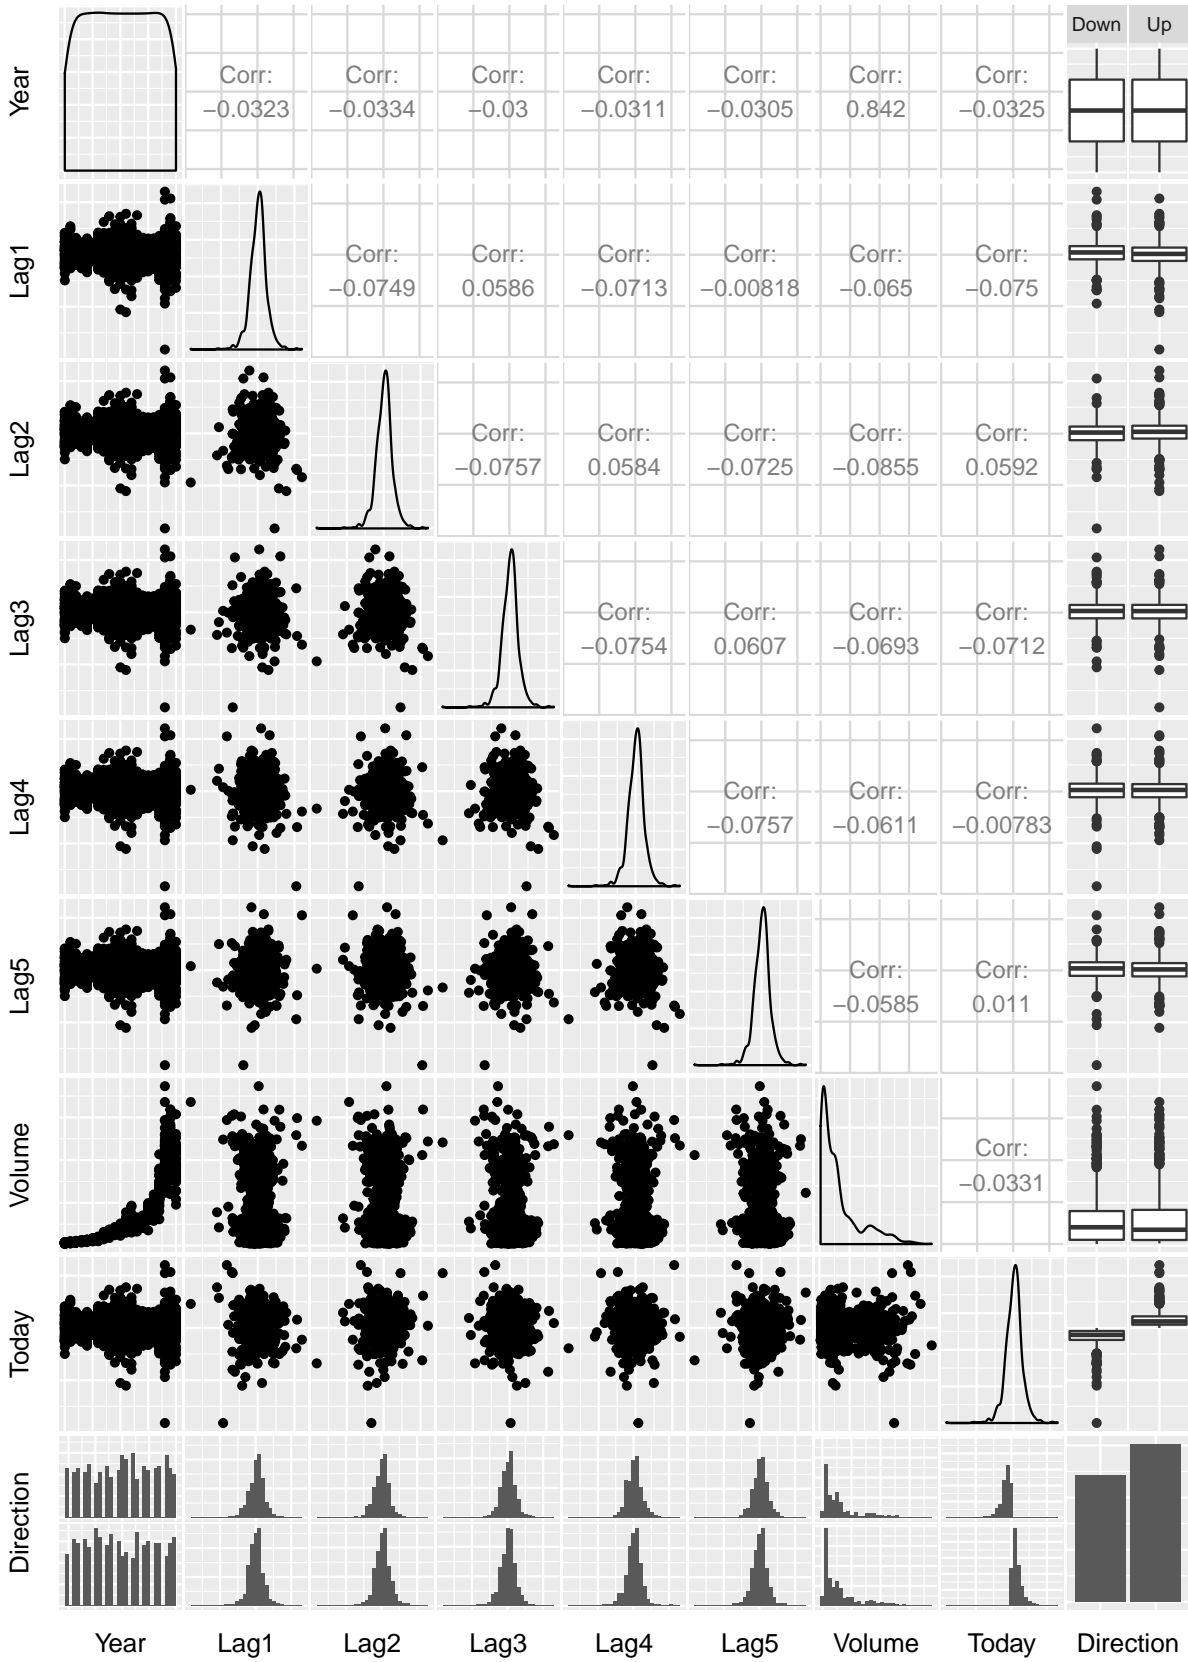 Down Up
Year
Corr: Corr: Corr: Corr: Corr: Corr: Corr:
−0.0323 −0.0334 −0.03 −0.0311 −0.0305 0.842 −0.0325
Lag1
Corr: Corr: Corr: Corr: Corr: Corr:
−0.0749 0.0586 −0.0713 −0.00818 −0.065 −0.075
Lag2
Corr: Corr: Corr: Corr: Corr:
−0.0757 0.0584 −0.0725 −0.0855 0.0592
Lag3
Corr: Corr: Corr: Corr:
−0.0754 0.0607 −0.0693 −0.0712
Lag4
Corr: Corr: Corr:
−0.0757 −0.0611 −0.00783
Lag5
Corr: Corr:
−0.0585 0.011
Volume
Corr:
−0.0331
Today
Direction
Year Lag1 Lag2 Lag3 Lag4 Lag5 Volume Today Direction